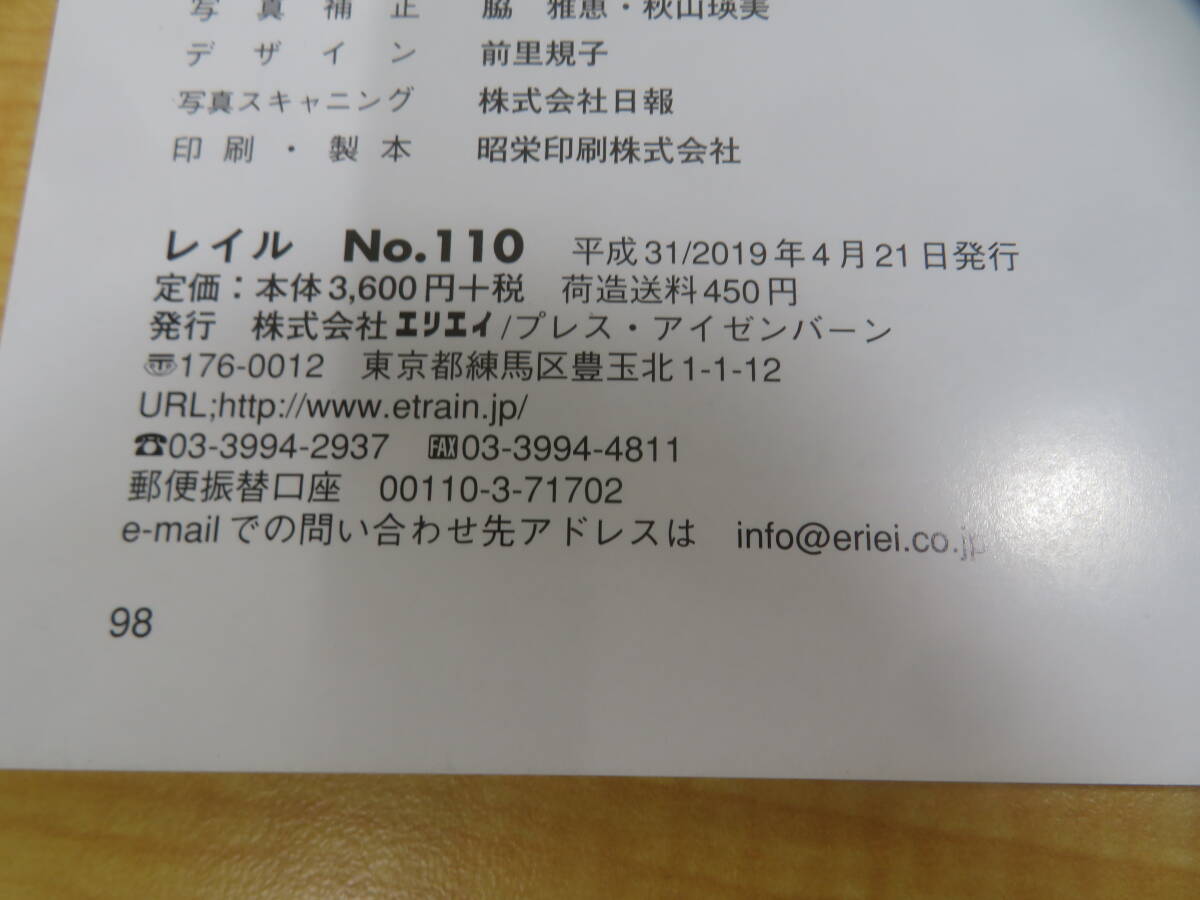 写真補正 脇 雅恵・秋山瑛美
デザイン 前里規子
写真スキャニング 株式会社日報
印刷・製本 昭栄印刷株式会社
レイル No.110 平成31/2019年4月21日発行
定価：本体3,600円+税 荷造送料450円
発行 株式会社エリエイ/プレス・アイゼンバーン
〠176-0012 東京都練馬区豊玉北1-1-12
URL;http://www.etrain.jp/
☎03-3994-2937 FAX03-3994-4811
郵便振替口座 00110-3-71702
e-mailでの問い合わせ先アドレスは info@eriei.co.jp
98